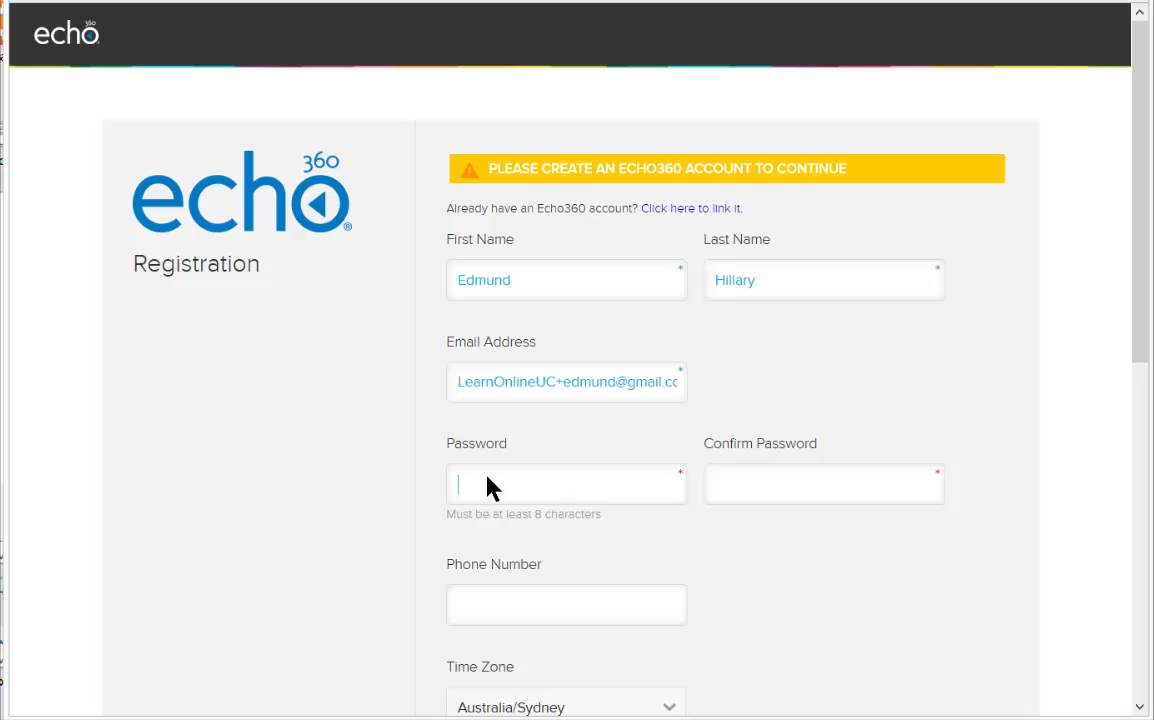 echo360
echo360®
Registration
PLEASE CREATE AN ECHO360 ACCOUNT TO CONTINUE
Already have an Echo360 account? Click here to link it.
First Name
Last Name
Edmund *
Hillary *
Email Address
LearnOnlineUC+edmund@gmail.cc *
Password
Confirm Password
*
*
Must be at least 8 characters
Phone Number
Time Zone
Australia/Sydney